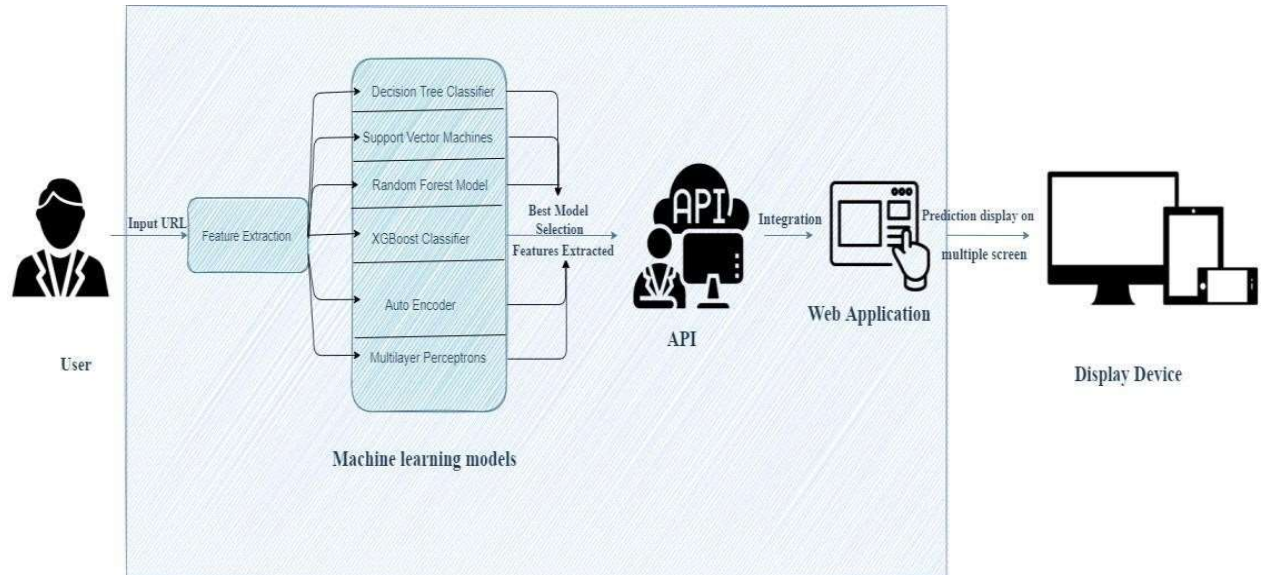 User
Input URL
Feature Extraction
Decision Tree Classifier
Support Vector Machines
Random Forest Model
XGBoost Classifier
Auto Encoder
Multilayer Perceptrons
Machine learning models
Best Model
Selection
Features Extracted
API
API
Integration
Web Application
Prediction display on
multiple screen
Display Device